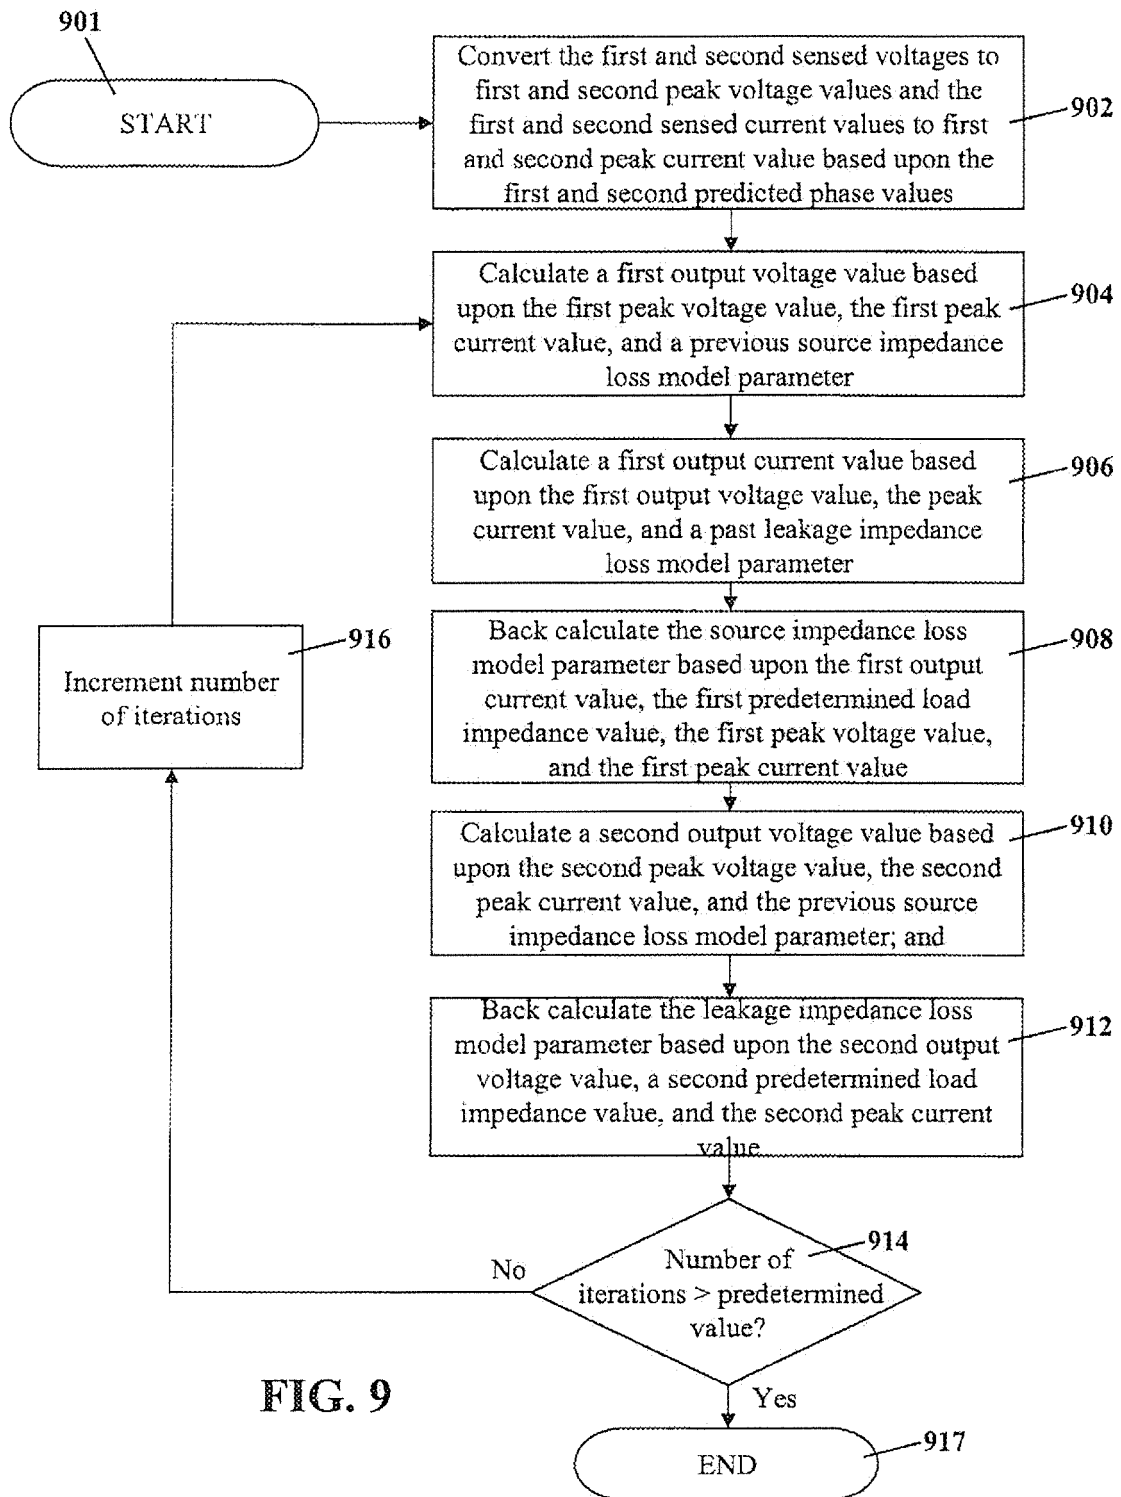 901
START
Convert the first and second sensed voltages to
first and second peak voltage values and the
first and second sensed current values to first
and second peak current value based upon the
first and second predicted phase values
902
Calculate a first output voltage value based
upon the first peak voltage value, the first peak
current value, and a previous source impedance
loss model parameter
904
Calculate a first output current value based
upon the first output voltage value, the peak
current value, and a past leakage impedance
loss model parameter
906
916
Increment number
of iterations
Back calculate the source impedance loss
model parameter based upon the first output
current value, the first predetermined load
impedance value, the first peak voltage value,
and the first peak current value
908
Calculate a second output voltage value based
upon the second peak voltage value, the second
peak current value, and the previous source
impedance loss model parameter; and
910
Back calculate the leakage impedance loss
model parameter based upon the second output
voltage value, a second predetermined load
impedance value, and the second peak current
value
912
914
Number of
iterations > predetermined
value?
No
Yes
FIG. 9
END
917